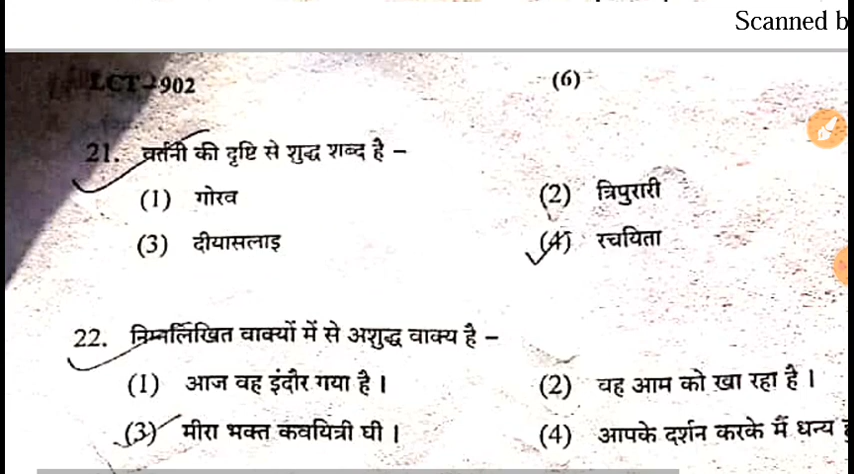 Scanned b
LCT-902 (6)
21. वर्तनी की दृष्टि से शुद्ध शब्द है –
(1) गोरव (2) त्रिपुरारी
(3) दीयासलाइ (4) रचयिता
22. निम्नलिखित वाक्यों में से अशुद्ध वाक्य है –
(1) आज वह इंदौर गया है । (2) वह आम को खा रहा है ।
(3) मीरा भक्त कवयित्री थी । (4) आपके दर्शन करके मैं धन्य